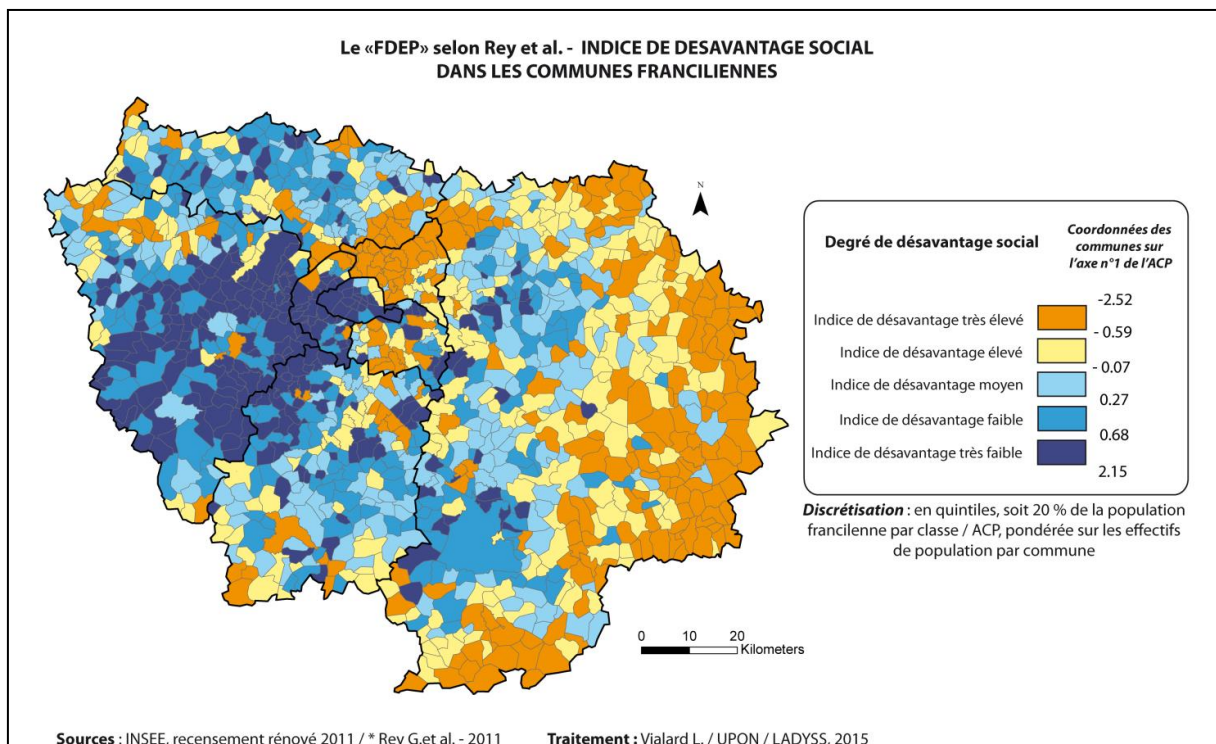 Le «FDEP» selon Rey et al. - INDICE DE DESAVANTAGE SOCIAL
DANS LES COMMUNES FRANCILIENNES
N
Degré de désavantage social
Coordonnées des
communes sur
l'axe n°1 de l'ACP
-2.52
Indice de désavantage très élevé
- 0.59
Indice de désavantage élevé
- 0.07
Indice de désavantage moyen
0.27
Indice de désavantage faible
0.68
Indice de désavantage très faible
2.15
Discrétisation : en quintiles, soit 20 % de la population
francilenne par classe / ACP, pondérée sur les effectifs
de population par commune
0 10 20
Kilometers
Sources : INSEE, recensement rénové 2011 / * Rey G.et al. - 2011 Traitement : Vialard L. / UPON / LADYSS, 2015